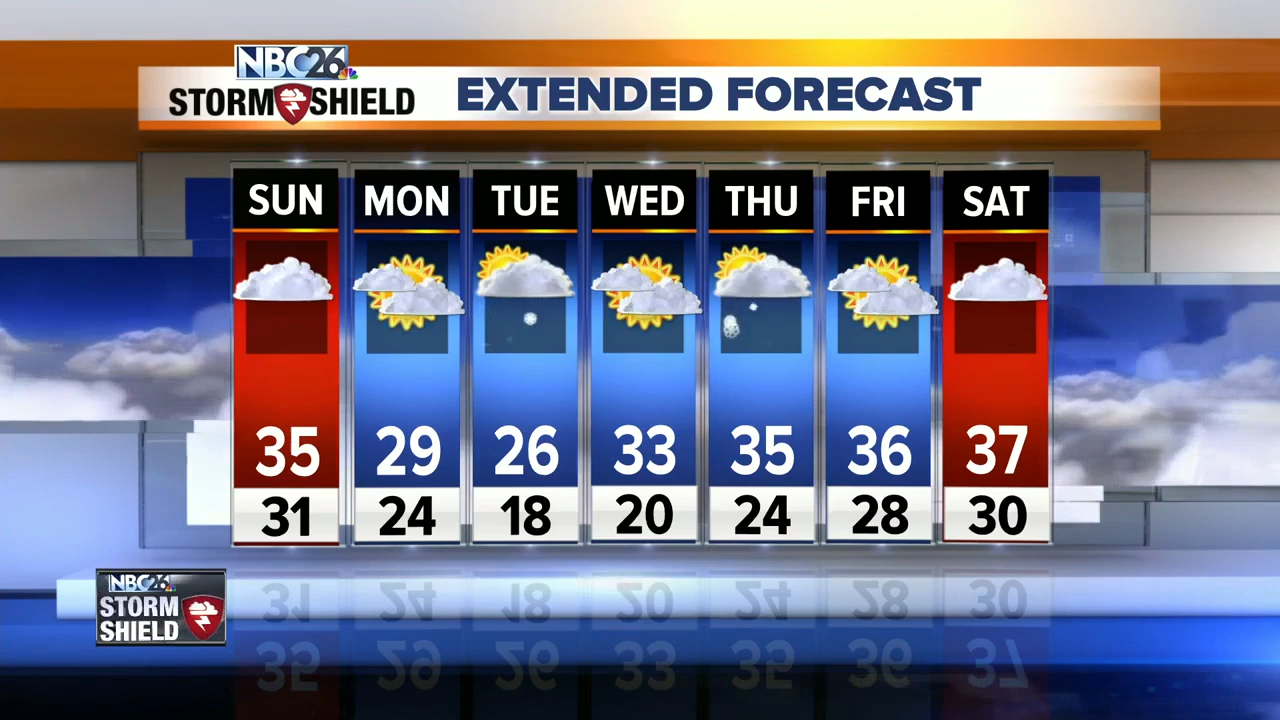 NBC26
STORM SHIELD
EXTENDED FORECAST
SUN MON TUE WED THU FRI SAT
35 29 26 33 35 36 37
31 24 18 20 24 28 30
NBC26
STORM
SHIELD